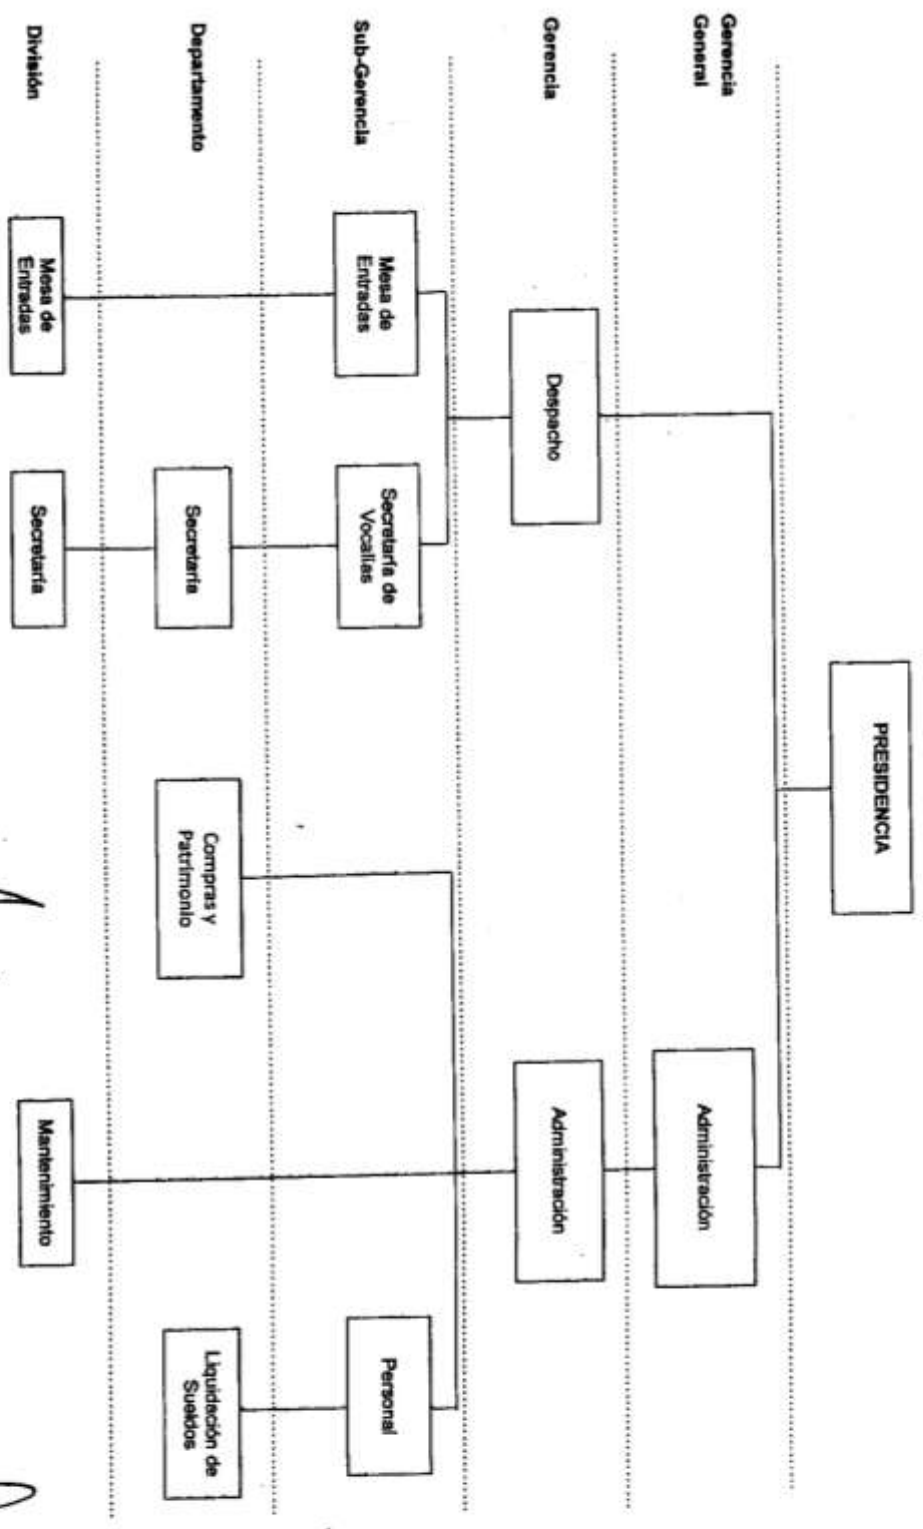 PRESIDENCIA
Gerencia
General
Administración
Gerencia
Despacho
Administración
Sub-Gerencia
Mesa de
Entradas
Secretaría de
Vocalías
Personal
Departamento
Secretaría
Compras y
Patrimonio
Liquidación de
Sueldos
División
Mesa de
Entradas
Secretaría
Mantenimiento